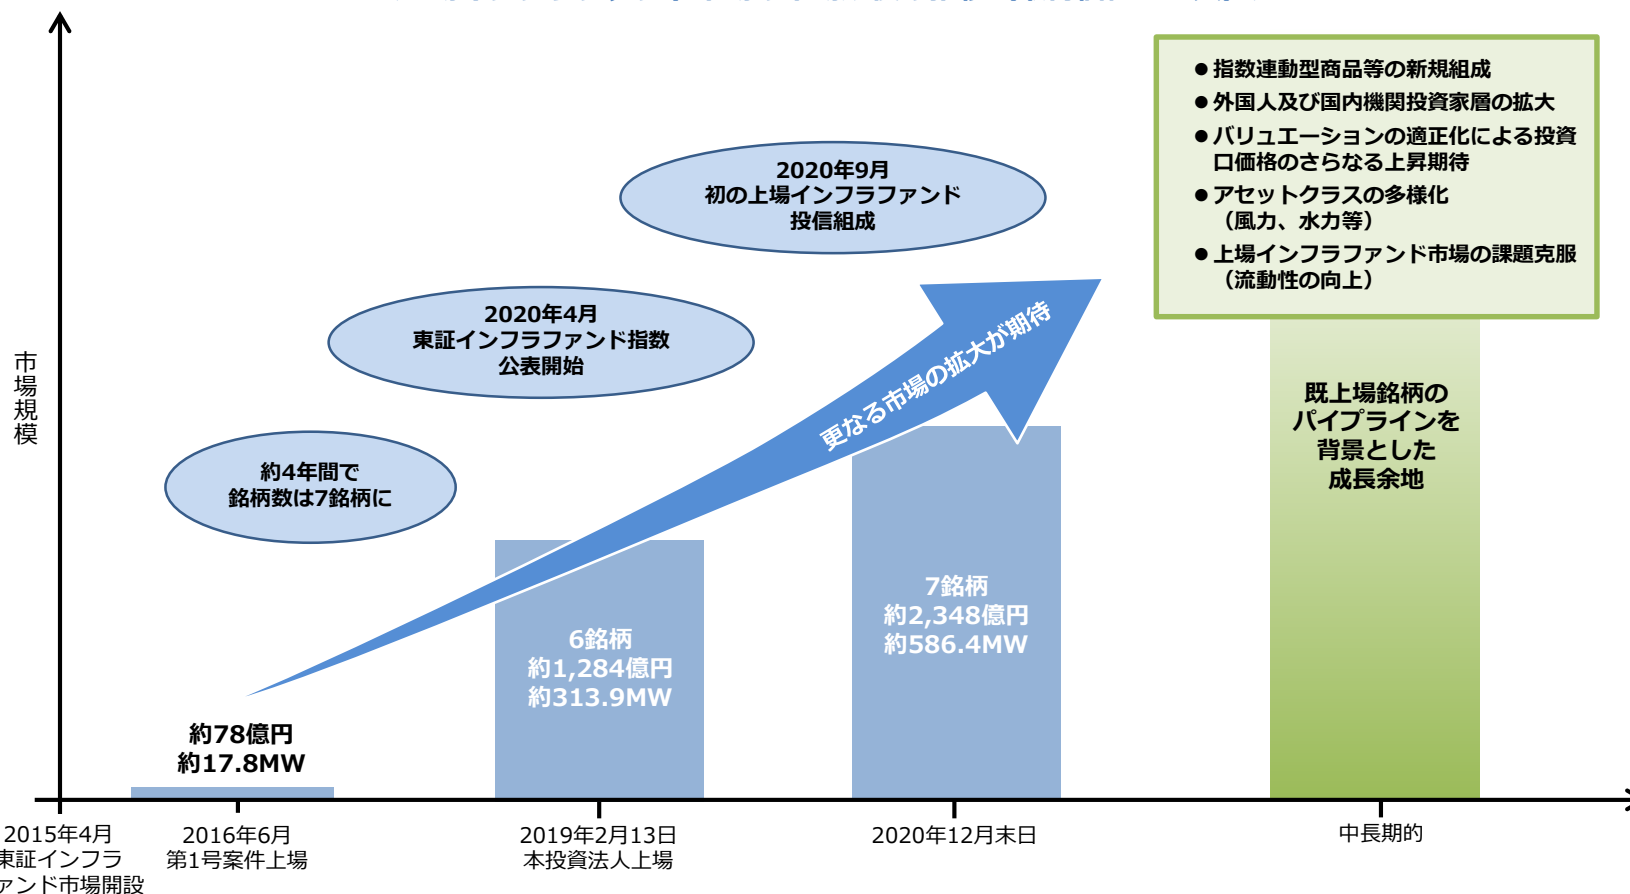 ● 指数連動型商品等の新規組成
● 外国人及び国内機関投資家層の拡大
● バリュエーションの適正化による投資
口価格のさらなる上昇期待
● アセットクラスの多様化
（風力、水力等）
● 上場インフラファンド市場の課題克服
（流動性の向上）
2020年9月
初の上場インフラファンド
投信組成
2020年4月
東証インフラファンド指数
公表開始
約4年間で
銘柄数は7銘柄に
更なる市場の拡大が期待
市場規模
既上場銘柄の
パイプラインを
背景とした
成長余地
約78億円
約17.8MW
6銘柄
約1,284億円
約313.9MW
7銘柄
約2,348億円
約586.4MW
2015年4月
東証インフラ
ァンド市場開設
2016年6月
第1号案件上場
2019年2月13日
本投資法人上場
2020年12月末日
中長期的